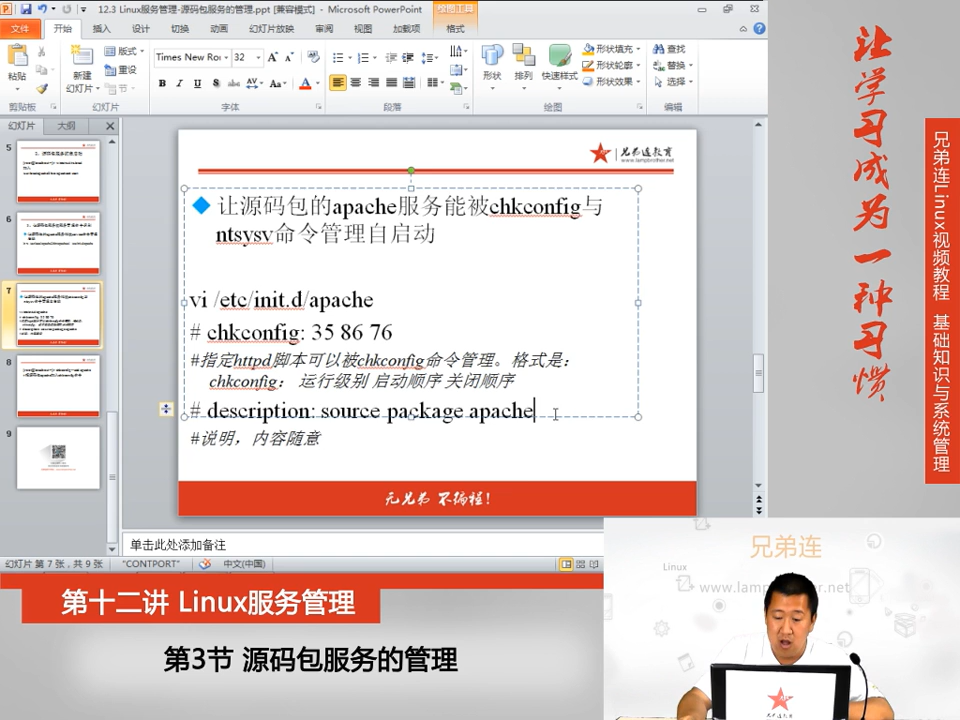 12.3 Linux服务管理-源码包服务的管理.ppt [兼容模式] - Microsoft PowerPoint
绘图工具
文件 开始 插入 设计 切换 动画 幻灯片放映 审阅 视图 加载项 格式
粘贴
新建
幻灯片
版式
重设
节
Times New Ror 32
形状 排列 快速样式
形状填充
形状轮廓
形状效果
查找
替换
选择
剪贴板 幻灯片 字体 段落 绘图 编辑
幻灯片 大纲
5
6
7
8
9
兄弟连教育
www.lampbrother.net
让源码包的apache服务能被chkconfig与
ntsysv命令管理自启动
vi /etc/init.d/apache
# chkconfig: 35 86 76
#指定httpd脚本可以被chkconfig命令管理。格式是：
chkconfig： 运行级别 启动顺序 关闭顺序
# description: source package apache
#说明，内容随意
无兄弟 不编程！
单击此处添加备注
幻灯片 第 7 张，共 9 张 "CONTPORT" 中文(中国)
让学习成为一种习惯
兄弟连Linux视频教程 基础知识与系统管理
第十二讲 Linux服务管理
第3节 源码包服务的管理
兄弟连
Linux
www.lampbrother.net